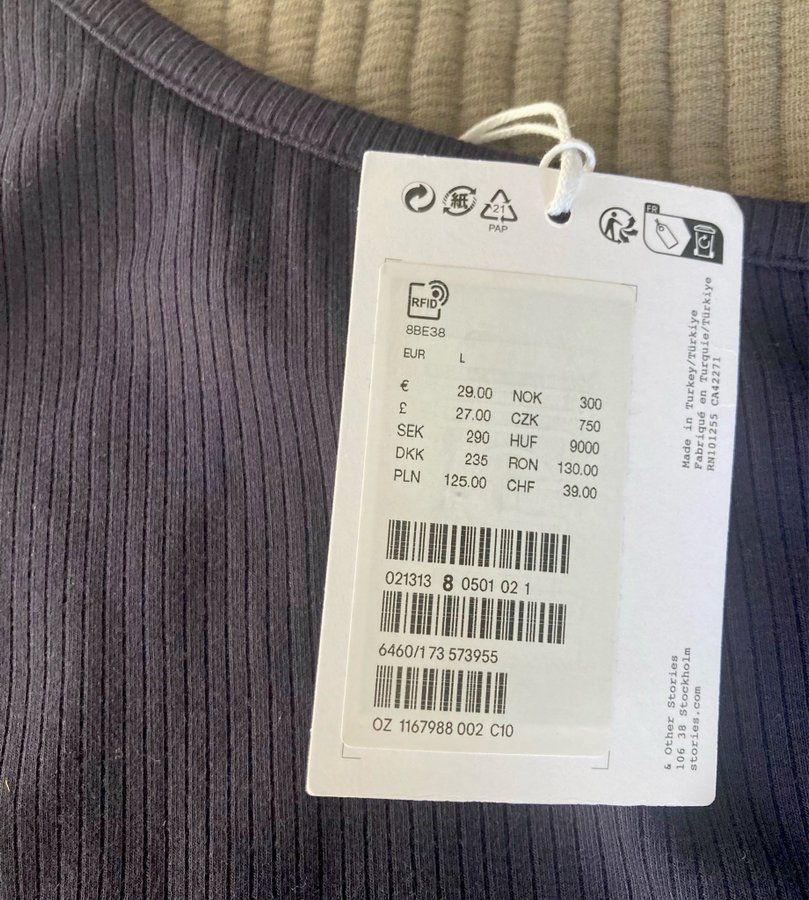 紙
21
PAP
FR
RFID
8BE38
EUR L
€ 29.00 NOK 300
£ 27.00 CZK 750
SEK 290 HUF 9000
DKK 235 RON 130.00
PLN 125.00 CHF 39.00
021313 8 0501 02 1
6460/173 573955
OZ 1167988 002 C10
Made in Turkey/Türkiye
Fabriqué en Turquie/Türkiye
RN101255 CA42271
& Other Stories
106 38 Stockholm
stories.com